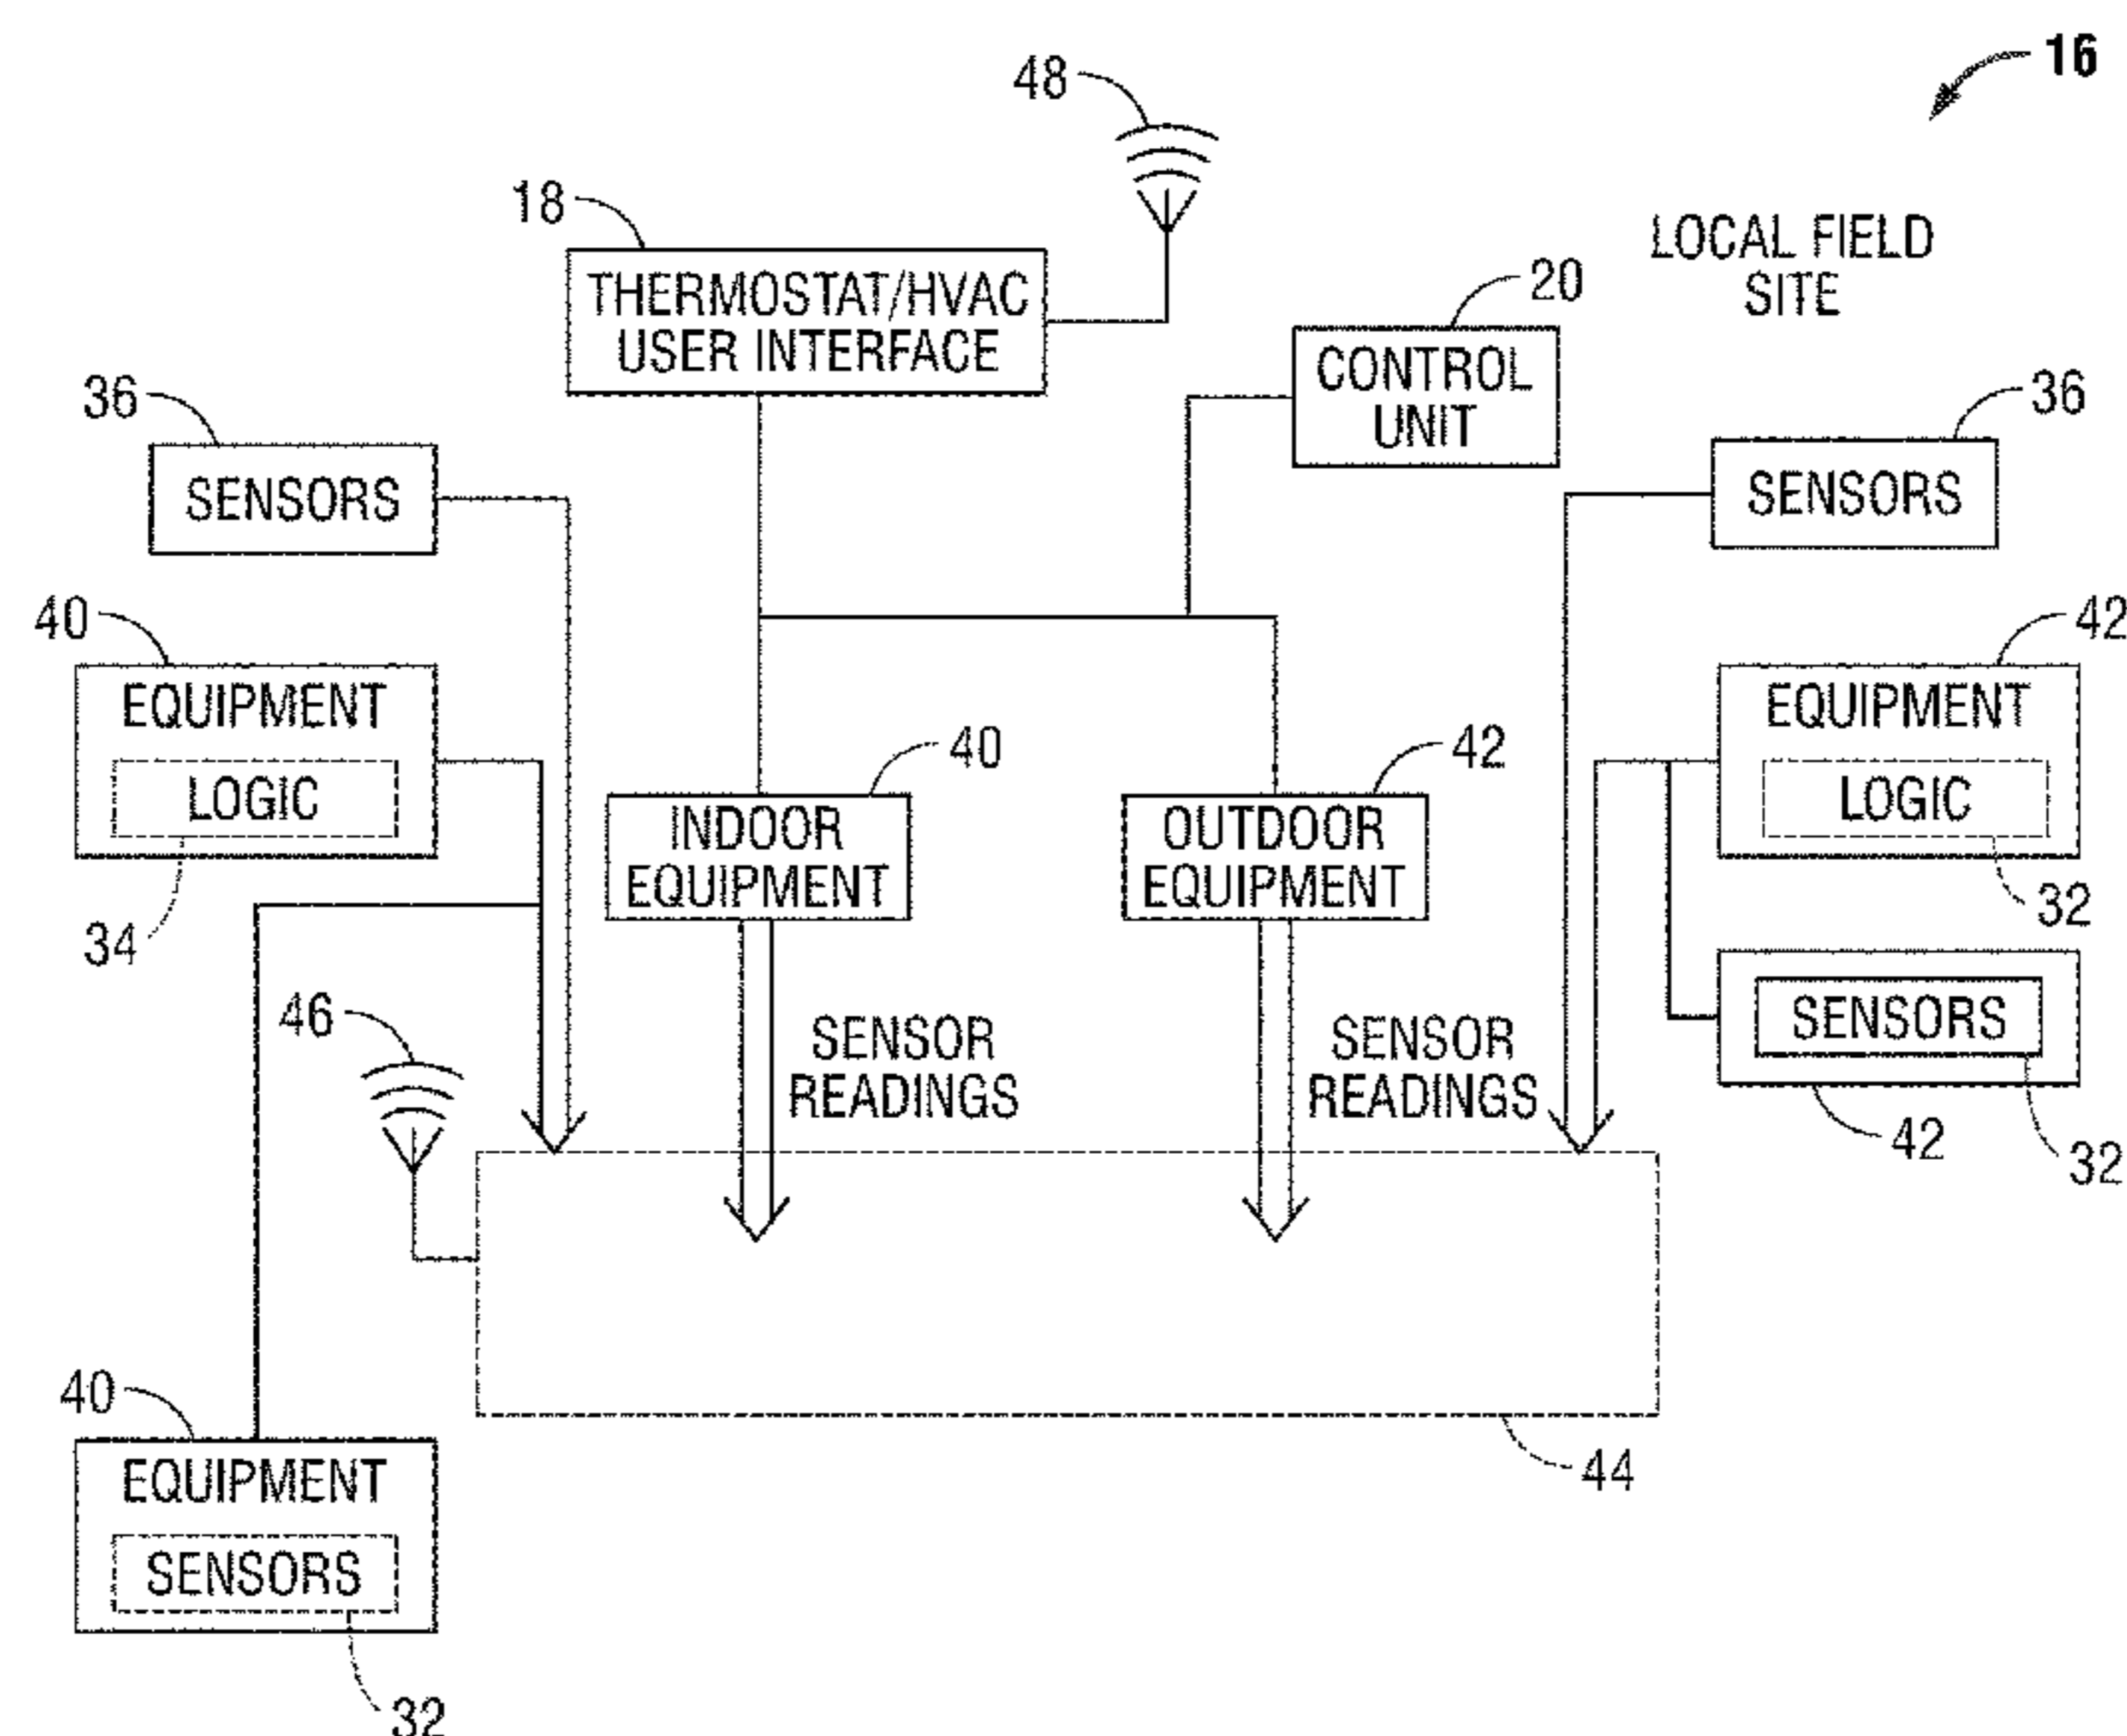 16
48
18
LOCAL FIELD
SITE
THERMOSTAT/HVAC
USER INTERFACE
20
CONTROL
UNIT
36
SENSORS
36
SENSORS
40
EQUIPMENT
LOGIC
34
40
INDOOR
EQUIPMENT
42
OUTDOOR
EQUIPMENT
42
EQUIPMENT
LOGIC
32
SENSORS
42
32
46
SENSOR
READINGS
SENSOR
READINGS
44
40
EQUIPMENT
SENSORS
32